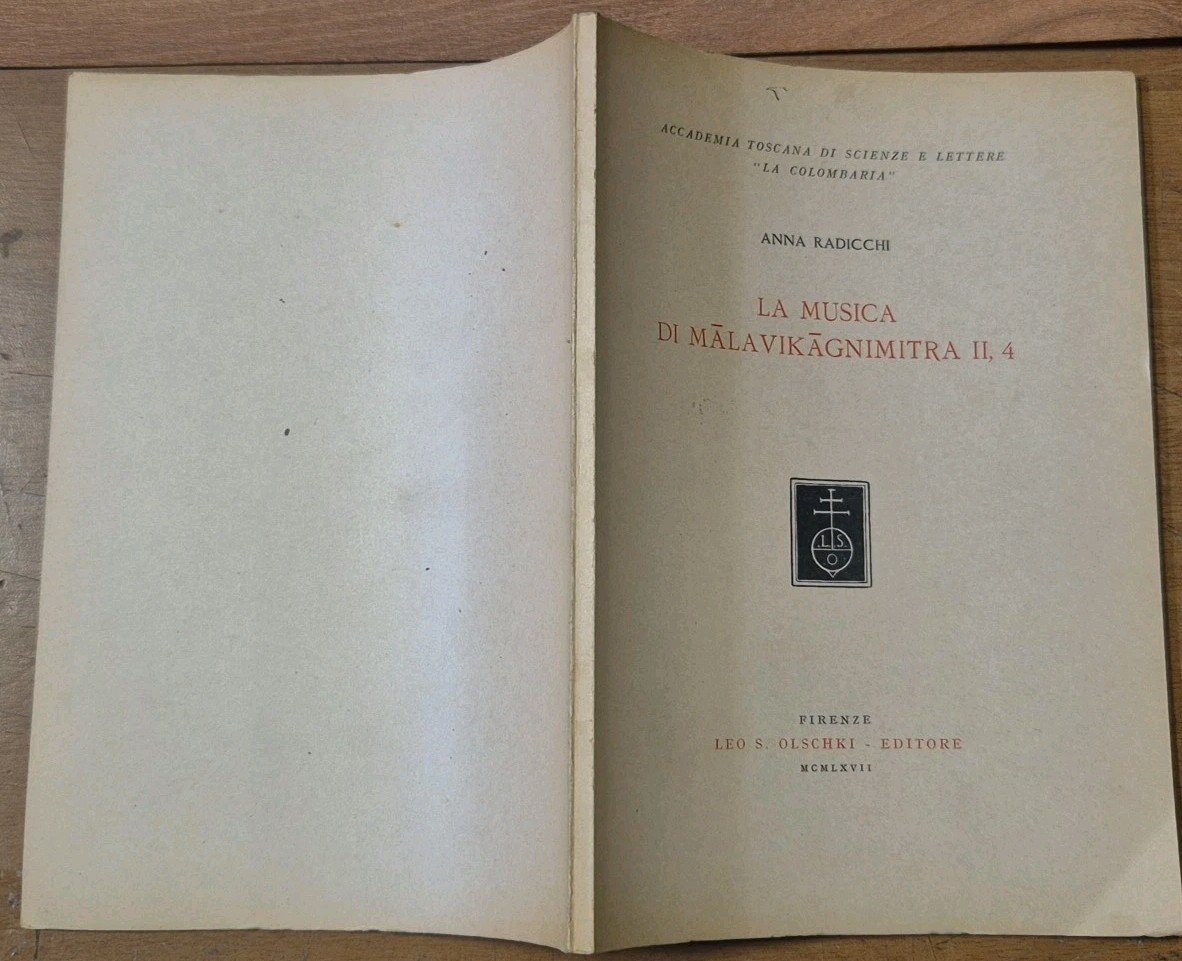 ACCADEMIA TOSCANA DI SCIENZE E LETTERE
"LA COLOMBARIA"
ANNA RADICCHI
LA MUSICA
DI MĀLAVIKĀGNIMITRA II, 4
.L.S.
O
FIRENZE
LEO S. OLSCHKI - EDITORE
MCMLXVII